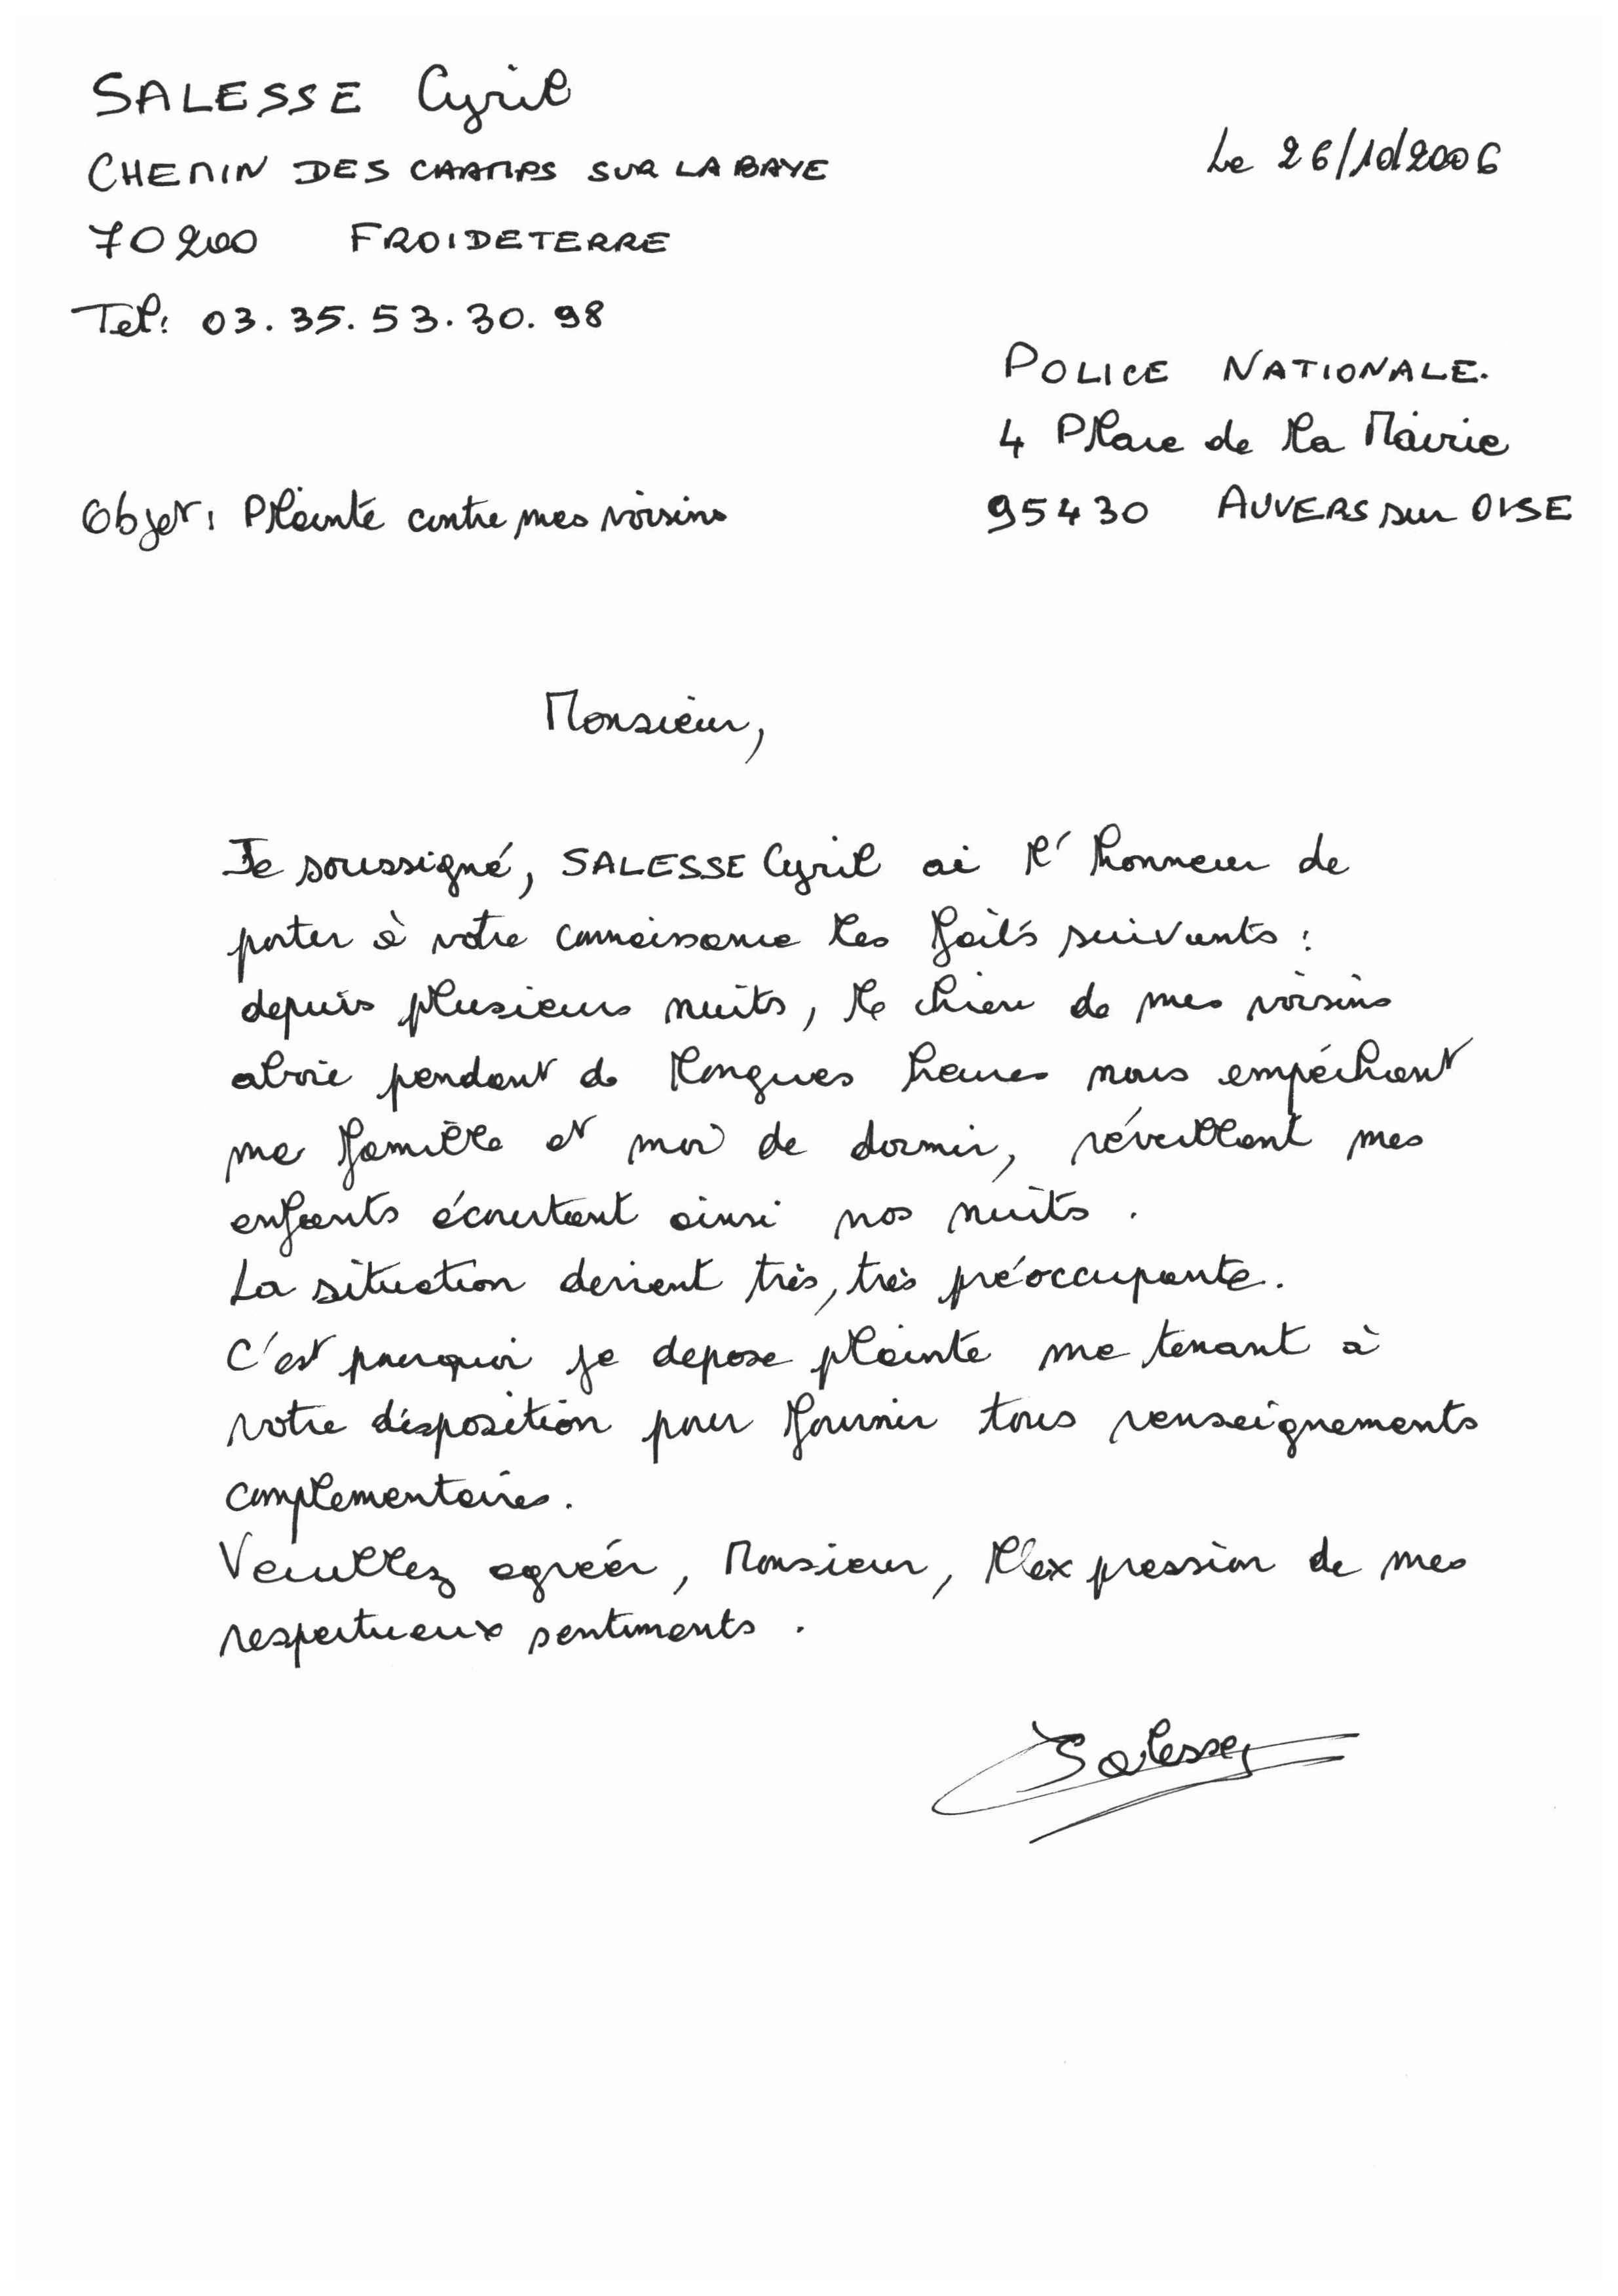 SALESSE Cyril
CHEMIN DES CHAMPS SUR LA BAYE
Le 26/10/2006
70200 FROIDETERRE
Tel: 03.35.53.30.98
POLICE NATIONALE.
4 Place de la Mairie
Objet: Plainte contre mes voisins
95430 AUVERS sur OISE
Monsieur,
Je soussigné, SALESSE Cyril ai l'honneur de
porter à votre connaissance les faits suivants :
depuis plusieurs nuits, le chien de mes voisins
aboie pendant de longues heures nous empêchant
ma famille et moi de dormir, réveillant mes
enfants écourtant ainsi nos nuits.
La situation devient très, très préoccupante.
C'est pourquoi je depose plainte me tenant à
votre disposition pour fournir tous renseignements
complementaires.
Veuillez agréer, Monsieur, l'expression de mes
respectueux sentiments.
Salesse